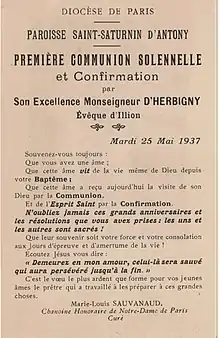 DIOCÈSE DE PARIS
PAROISSE SAINT-SATURNIN D'ANTONY
PREMIÈRE COMMUNION SOLENNELLE
et Confirmation
par
Son Excellence Monseigneur D'HERBIGNY
Évêque d'Illion
Mardi 25 Mai 1937
Souvenez-vous toujours :
Que vous avez une âme ;
Que cette âme vit de la vie même de Dieu depuis
votre Baptême ;
Que cette âme a reçu aujourd'hui la visite de son
Dieu par la Communion,
Et de l'Esprit Saint par la Confirmation.
N'oubliez jamais ces grands anniversaires et
les résolutions que vous avez prises : les uns et
les autres sont sacrés !
Que leur souvenir soit votre force et votre consolation
aux Jours d'épreuve et d'amertume de la vie !
Écoutez Jésus vous dire :
« Demeurez en mon amour, celui-là sera sauvé
qui aura persévéré jusqu'à la fin. »
C'est le vœu le plus ardent que forme pour vos jeunes
âmes le prêtre qui a travaillé à les préparer à ces grandes
choses.
Marie-Louis SAUVANAUD,
Chanoine Honoraire de Notre-Dame de Paris
Curé